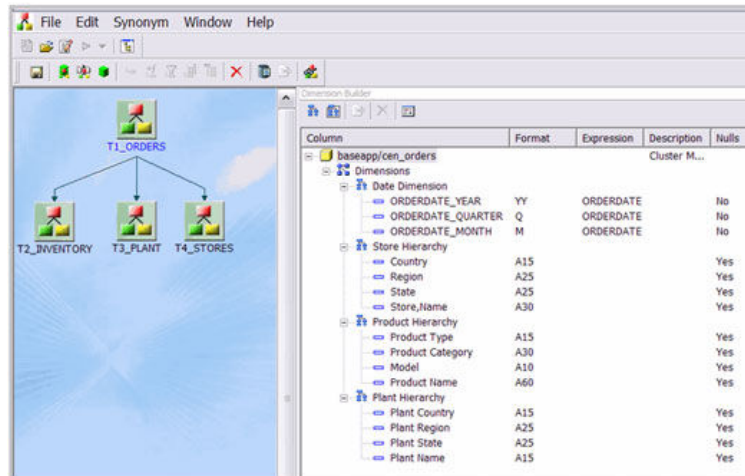 File Edit Synonym Window Help
Dimension Builder
Column Format Expression Description Nulls
baseapp/cen_orders Cluster M...
Dimensions
Date Dimension
ORDERDATE_YEAR YY ORDERDATE No
ORDERDATE_QUARTER Q ORDERDATE No
ORDERDATE_MONTH M ORDERDATE No
Store Hierarchy
Country A15 Yes
Region A25 Yes
State A25 Yes
Store,Name A30 Yes
Product Hierarchy
Product Type A15 Yes
Product Category A30 Yes
Model A10 Yes
Product Name A60 Yes
Plant Hierarchy
Plant Country A15 Yes
Plant Region A25 Yes
Plant State A25 Yes
Plant Name A15 Yes
T1_ORDERS
T2_INVENTORY T3_PLANT T4_STORES